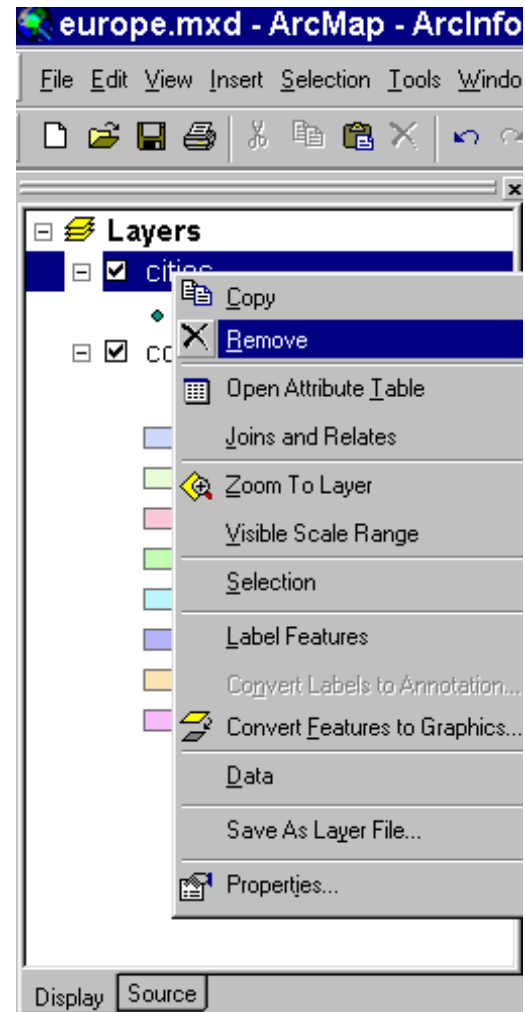 europe.mxd - ArcMap - ArcInfo
File Edit View Insert Selection Tools Windo
Layers
cities
Copy
Remove
Open Attribute Table
Joins and Relates
Zoom To Layer
Visible Scale Range
Selection
Label Features
Convert Labels to Annotation...
Convert Features to Graphics...
Data
Save As Layer File...
Properties...
Display Source